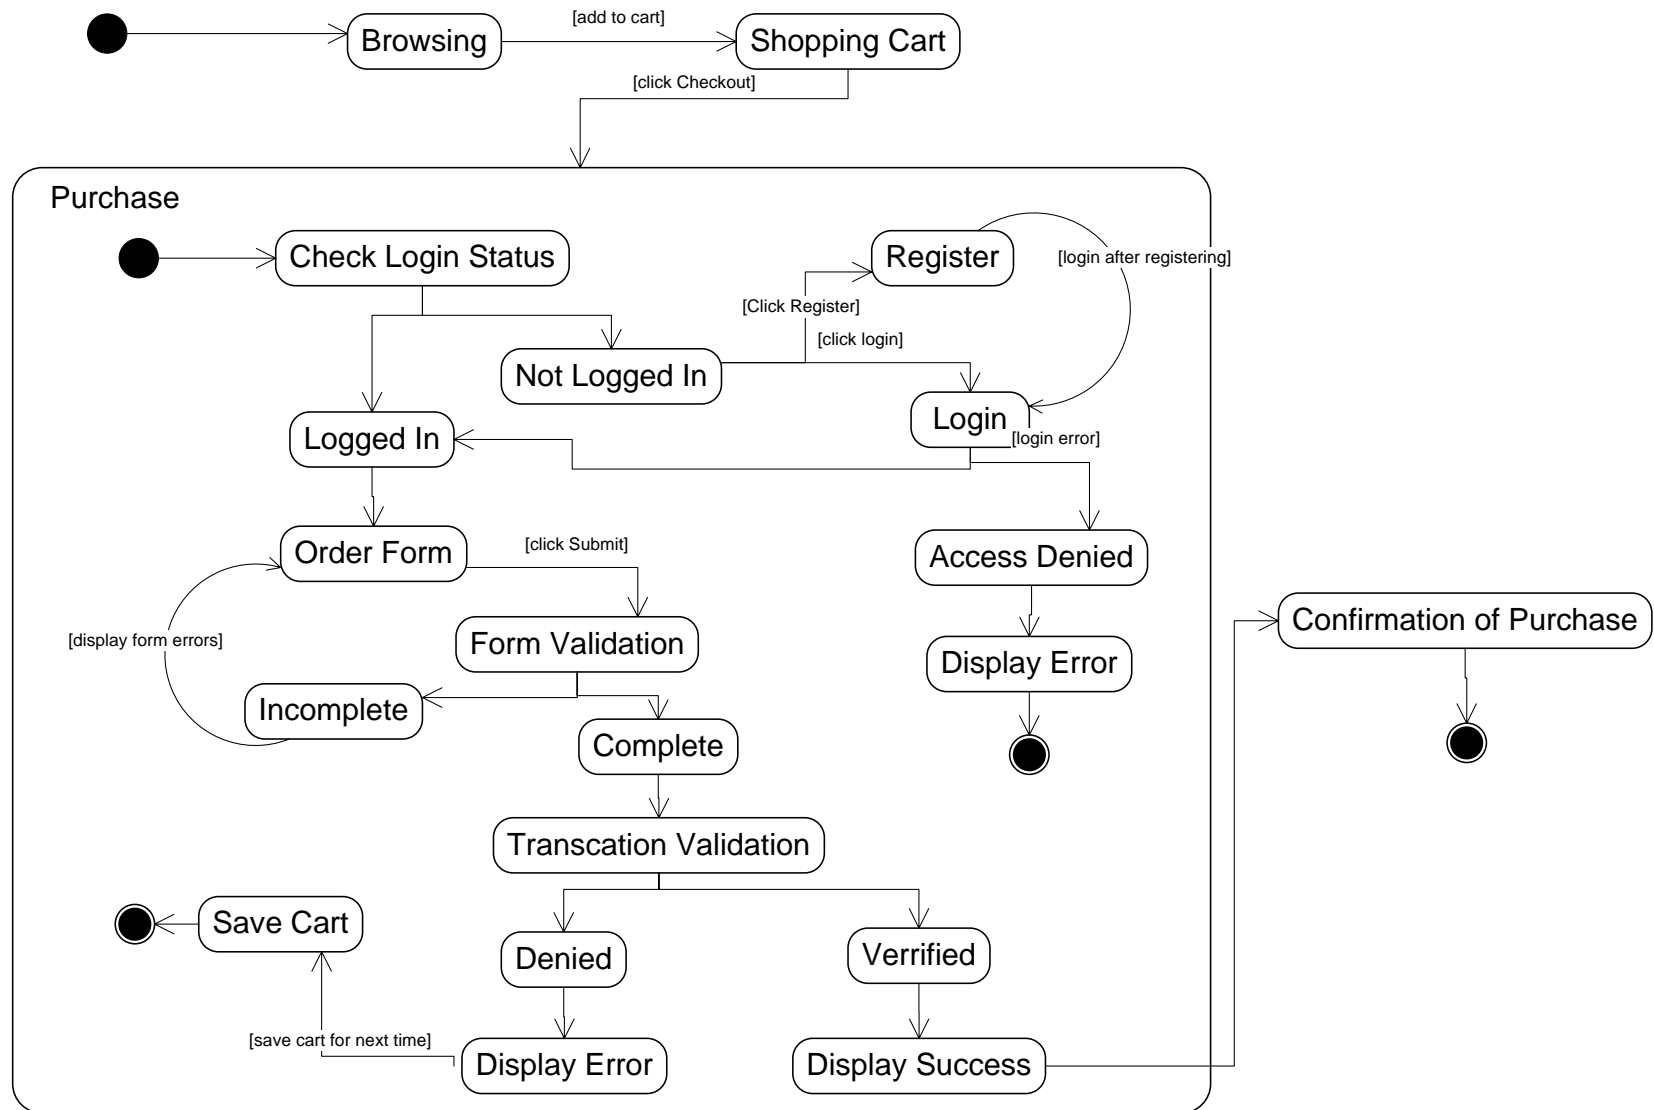 [add to cart]
Browsing
Shopping Cart
[click Checkout]
Purchase
Check Login Status
Register
[login after registering]
[Click Register]
[click login]
Not Logged In
Login
Logged In
[login error]
Order Form
[click Submit]
Access Denied
Confirmation of Purchase
[display form errors]
Form Validation
Display Error
Incomplete
Complete
Transcation Validation
Save Cart
Denied
Verrified
[save cart for next time]
Display Error
Display Success